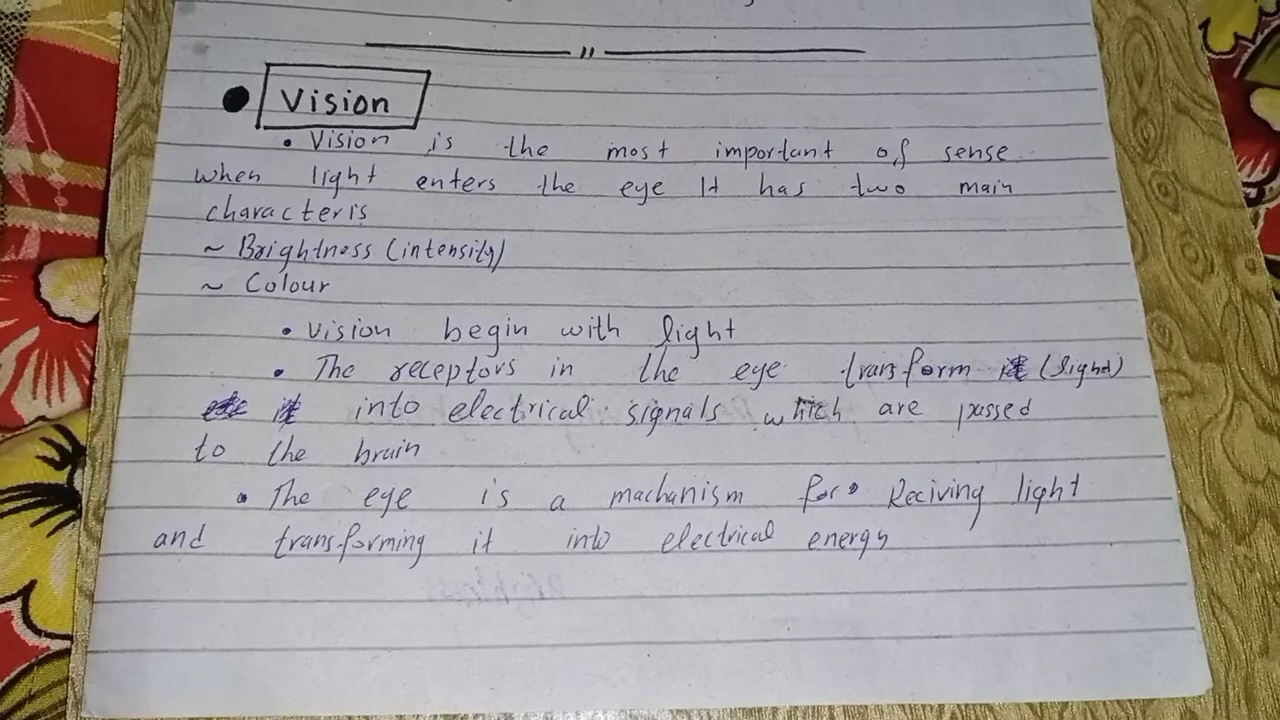 Vision
• Vision is the most important of sense
when light enters the eye It has two main
characteris
~ Brightness (intensity)
~ Colour
• Vision begin with light
• The receptors in the eye transform (light)
into electrical signals which are passed
to the brain
• The eye is a machanism for Reciving light
and transforming it into electrical energy